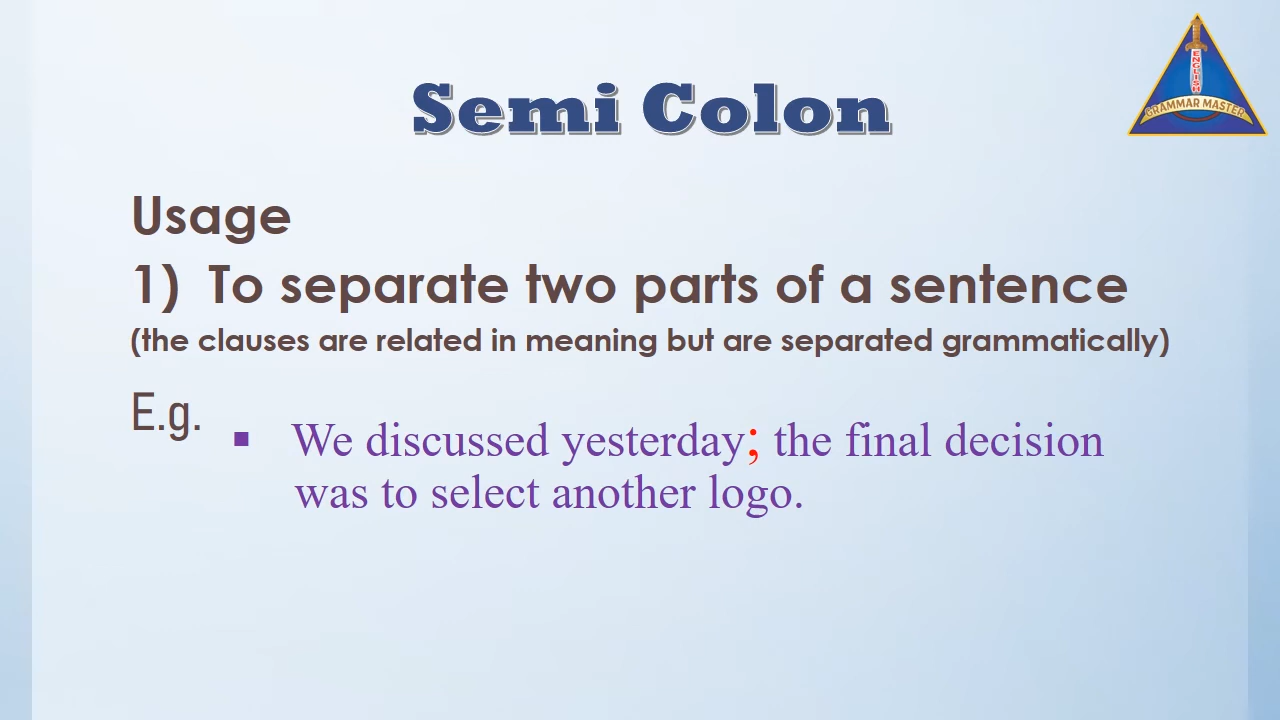 Semi Colon
ENGLISH
GRAMMAR MASTER
Usage
1) To separate two parts of a sentence
(the clauses are related in meaning but are separated grammatically)
E.g.
▪ We discussed yesterday; the final decision
was to select another logo.